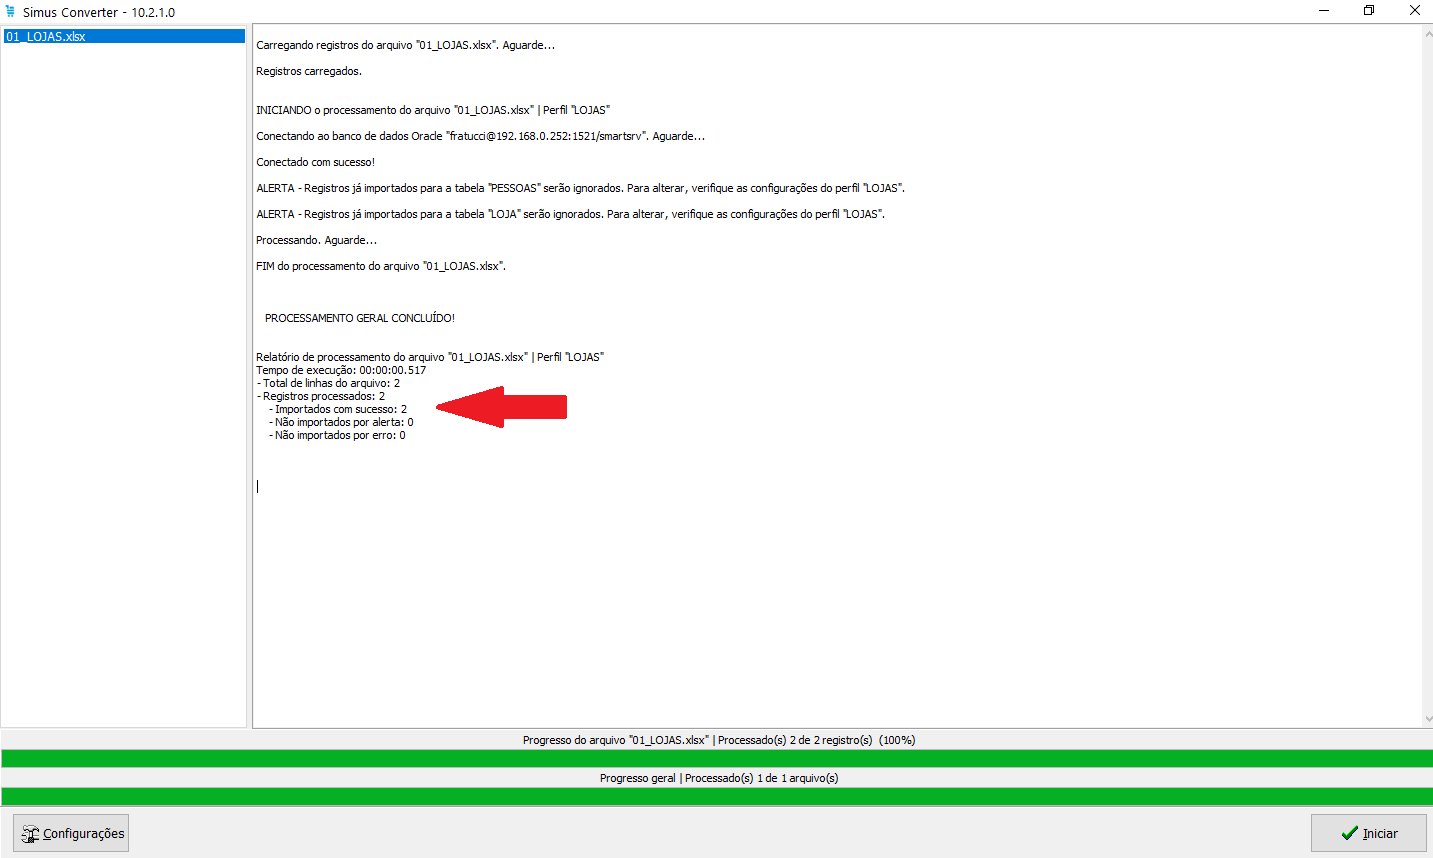 Simus Converter - 10.2.1.0
01_LOJAS.xlsx
Carregando registros do arquivo "01_LOJAS.xlsx". Aguarde...
Registros carregados.
INICIANDO o processamento do arquivo "01_LOJAS.xlsx" | Perfil "LOJAS"
Conectando ao banco de dados Oracle "fratucci@192.168.0.252:1521/smartsrv". Aguarde...
Conectado com sucesso!
ALERTA - Registros já importados para a tabela "PESSOAS" serão ignorados. Para alterar, verifique as configurações do perfil "LOJAS".
ALERTA - Registros já importados para a tabela "LOJA" serão ignorados. Para alterar, verifique as configurações do perfil "LOJAS".
Processando. Aguarde...
FIM do processamento do arquivo "01_LOJAS.xlsx".
PROCESSAMENTO GERAL CONCLUÍDO!
Relatório de processamento do arquivo "01_LOJAS.xlsx" | Perfil "LOJAS"
Tempo de execução: 00:00:00.517
- Total de linhas do arquivo: 2
- Registros processados: 2
- Importados com sucesso: 2
- Não importados por alerta: 0
- Não importados por erro: 0
Progresso do arquivo "01_LOJAS.xlsx" | Processado(s) 2 de 2 registro(s) (100%)
Progresso geral | Processado(s) 1 de 1 arquivo(s)
Configurações
Iniciar